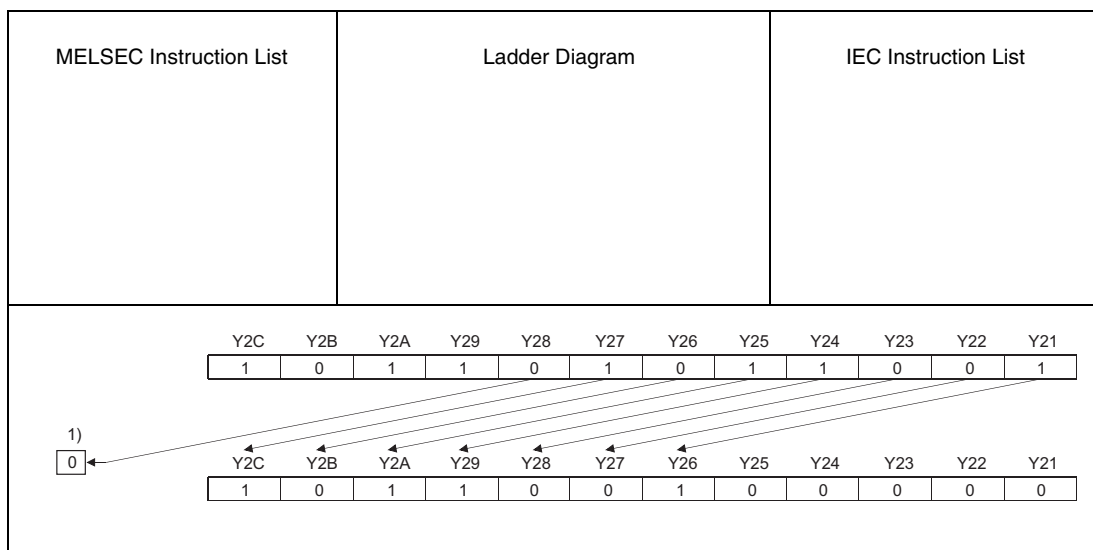 MELSEC Instruction List Ladder Diagram IEC Instruction List
Y2C Y2B Y2A Y29 Y28 Y27 Y26 Y25 Y24 Y23 Y22 Y21
1 0 1 1 0 1 0 1 1 0 0 1
1)
0
Y2C Y2B Y2A Y29 Y28 Y27 Y26 Y25 Y24 Y23 Y22 Y21
1 0 1 1 0 0 1 0 0 0 0 0